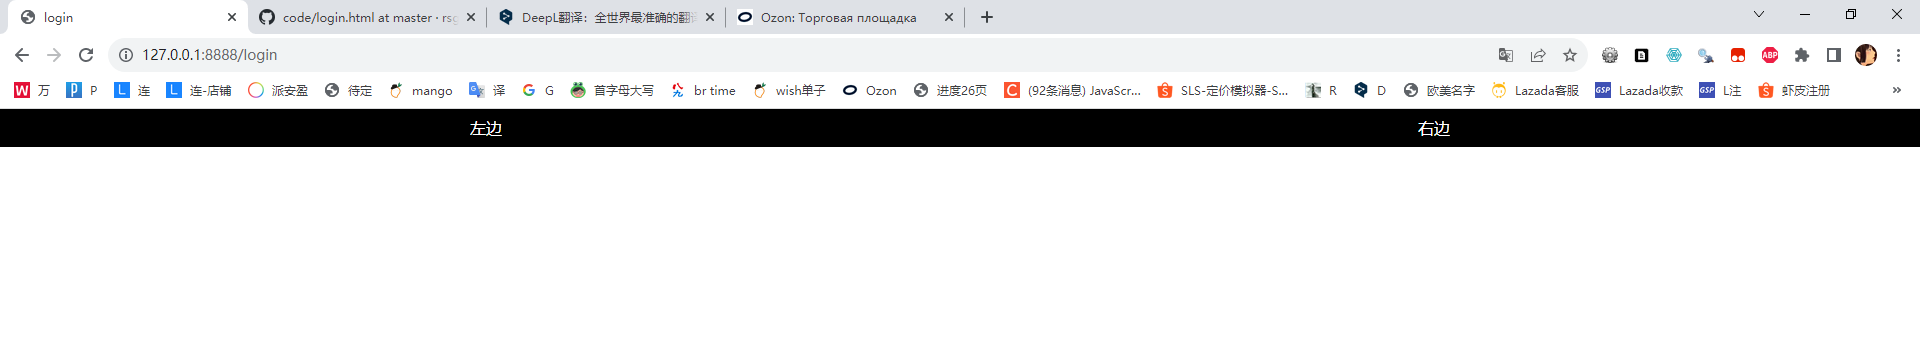 login
code/login.html at master · rsg
DeepL翻译：全世界最准确的翻译
Ozon: Торговая площадка
127.0.0.1:8888/login
万 P 连 连-店铺 派安盈 待定 mango 译 G 首字母大写 br time wish单子 Ozon 进度26页 (92条消息) JavaScr... SLS-定价模拟器-S... R D 欧美名字 Lazada客服 Lazada收款 L注 虾皮注册 »
左边 右边